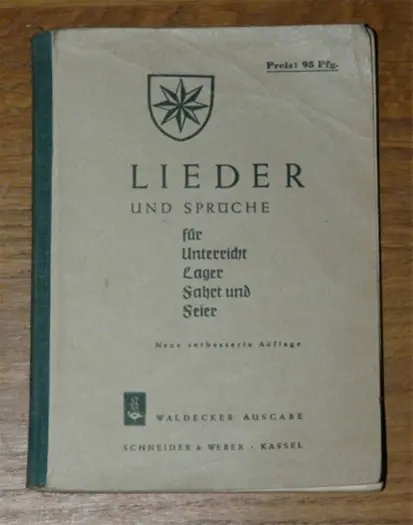 Preis: 95 Pfg.
LIEDER
UND SPRÜCHE
für
Unterricht
Lager
Fahrt und
Feier
Neue verbesserte Auflage
WALDECKER AUSGABE
SCHNEIDER & WEBER · KASSEL